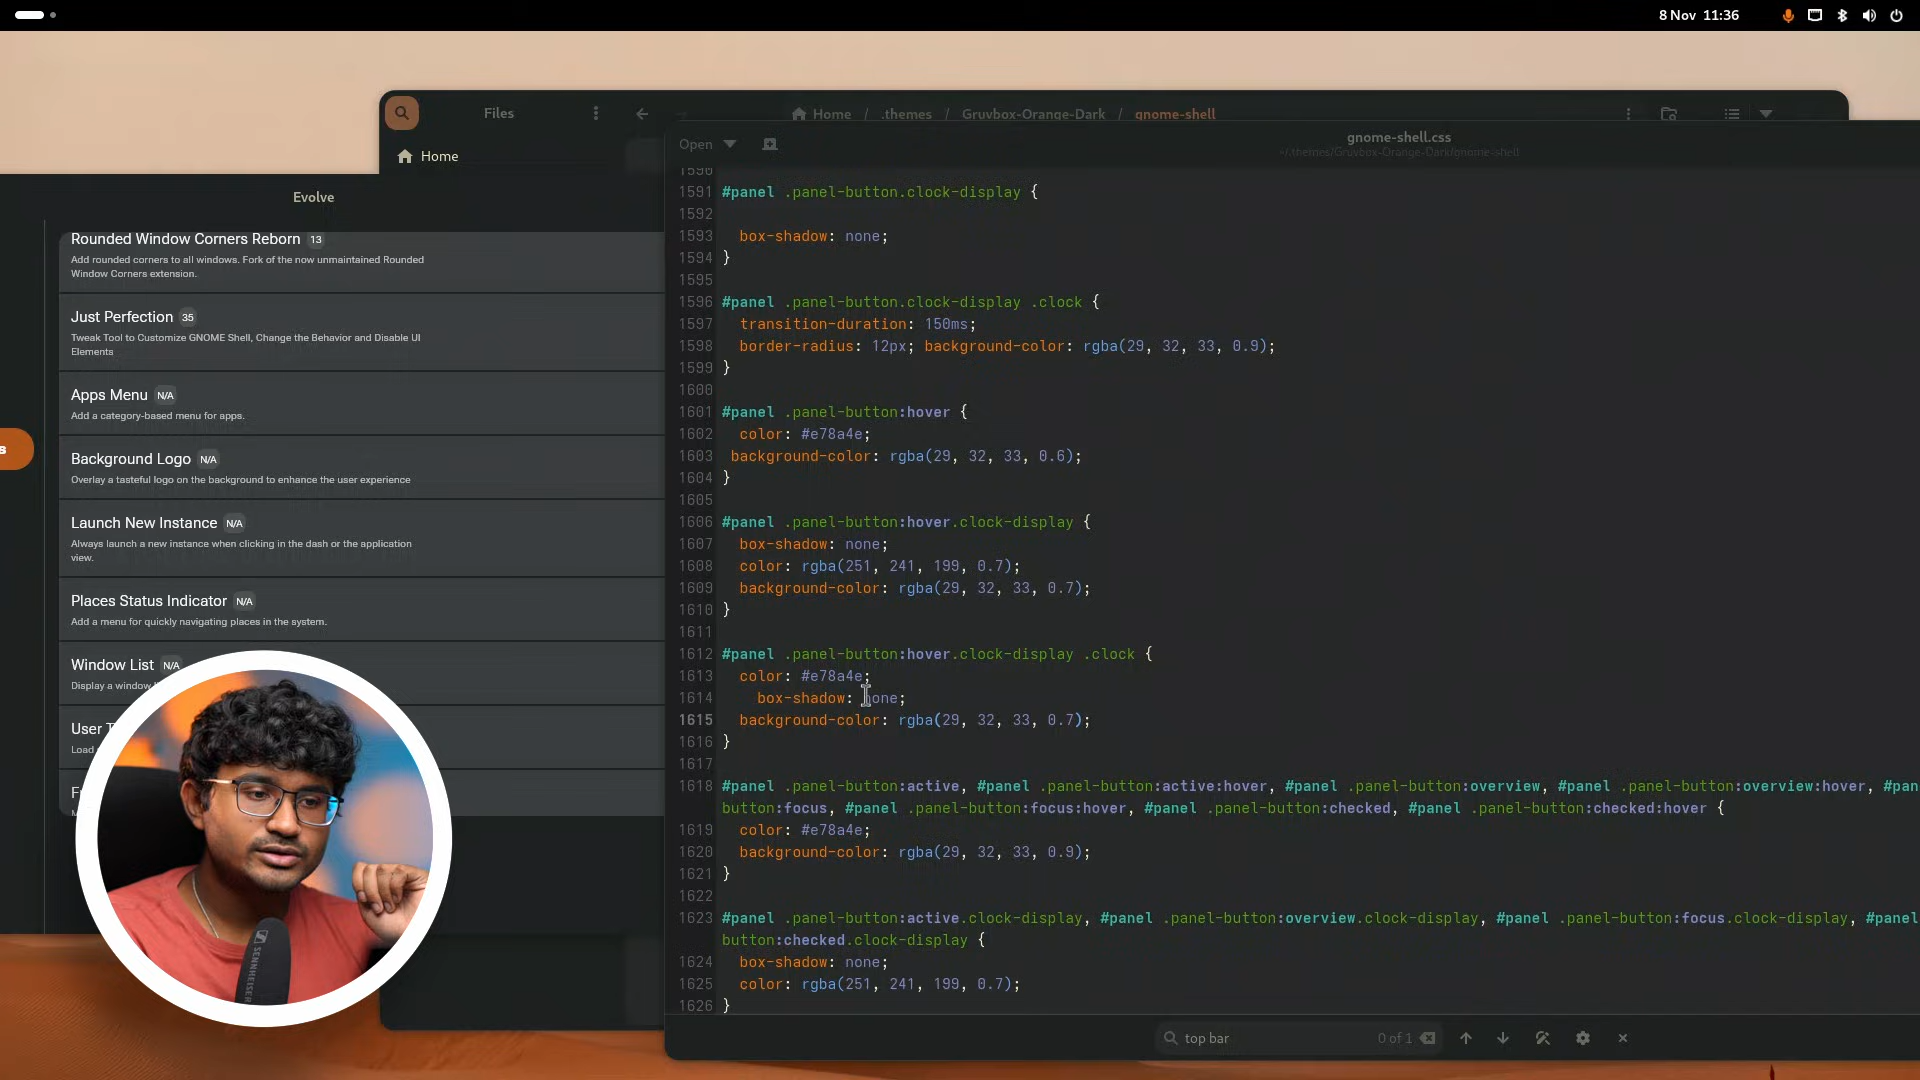 8 Nov 11:36
Files
Home / .themes / Gruvbox-Orange-Dark / gnome-shell
Home
Open
gnome-shell.css
~/.themes/Gruvbox-Orange-Dark/gnome-shell
Evolve
Rounded Window Corners Reborn 13
Add rounded corners to all windows. Fork of the now unmaintained Rounded
Window Corners extension.
Just Perfection 35
Tweak Tool to Customize GNOME Shell, Change the Behavior and Disable UI
Elements
Apps Menu N/A
Add a category-based menu for apps.
Background Logo N/A
Overlay a tasteful logo on the background to enhance the user experience
Launch New Instance N/A
Always launch a new instance when clicking in the dash or the application
view.
Places Status Indicator N/A
Add a menu for quickly navigating places in the system.
Window List N/A
Display a window
User
Load
s
1590
1591 #panel .panel-button.clock-display {
1592
1593 box-shadow: none;
1594 }
1595
1596 #panel .panel-button.clock-display .clock {
1597 transition-duration: 150ms;
1598 border-radius: 12px; background-color: rgba(29, 32, 33, 0.9);
1599 }
1600
1601 #panel .panel-button:hover {
1602 color: #e78a4e;
1603 background-color: rgba(29, 32, 33, 0.6);
1604 }
1605
1606 #panel .panel-button:hover.clock-display {
1607 box-shadow: none;
1608 color: rgba(251, 241, 199, 0.7);
1609 background-color: rgba(29, 32, 33, 0.7);
1610 }
1611
1612 #panel .panel-button:hover.clock-display .clock {
1613 color: #e78a4e;
1614 box-shadow: none;
1615 background-color: rgba(29, 32, 33, 0.7);
1616 }
1617
1618 #panel .panel-button:active, #panel .panel-button:active:hover, #panel .panel-button:overview, #panel .panel-button:overview:hover, #pan
button:focus, #panel .panel-button:focus:hover, #panel .panel-button:checked, #panel .panel-button:checked:hover {
1619 color: #e78a4e;
1620 background-color: rgba(29, 32, 33, 0.9);
1621 }
1622
1623 #panel .panel-button:active.clock-display, #panel .panel-button:overview.clock-display, #panel .panel-button:focus.clock-display, #panel
button:checked.clock-display {
1624 box-shadow: none;
1625 color: rgba(251, 241, 199, 0.7);
1626 }
top bar 0 of 1
SENNHEISER